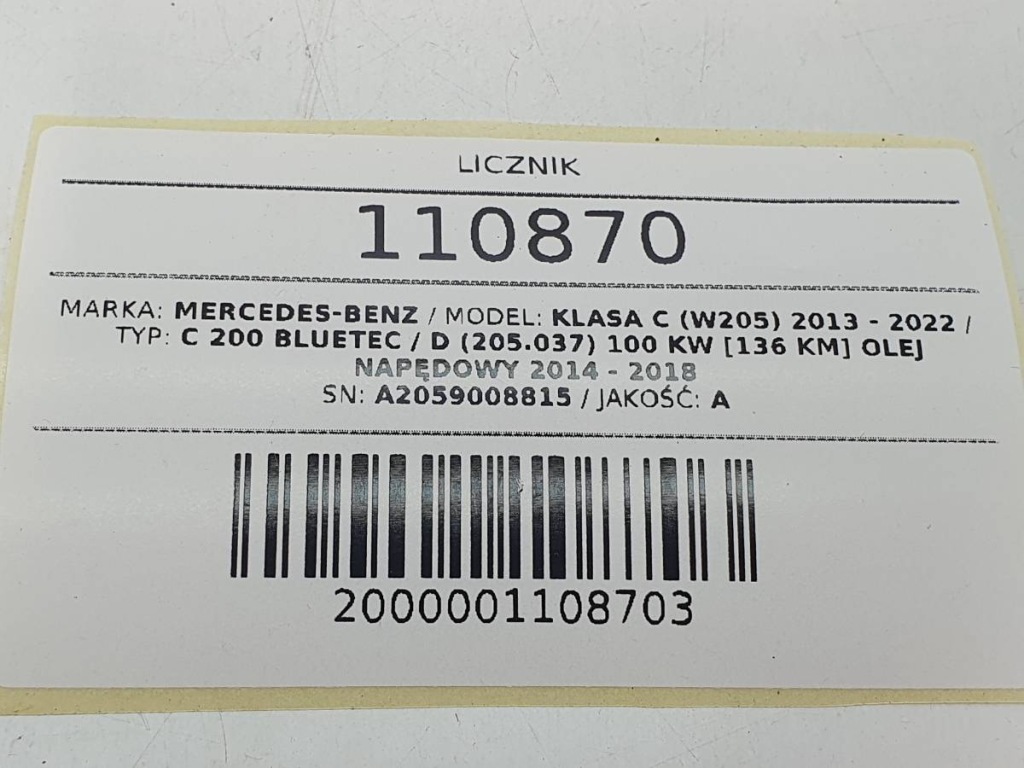 LICZNIK
110870
MARKA: MERCEDES-BENZ / MODEL: KLASA C (W205) 2013 - 2022 /
TYP: C 200 BLUETEC / D (205.037) 100 KW [136 KM] OLEJ
NAPĘDOWY 2014 - 2018
SN: A2059008815 / JAKOŚĆ: A
2000001108703